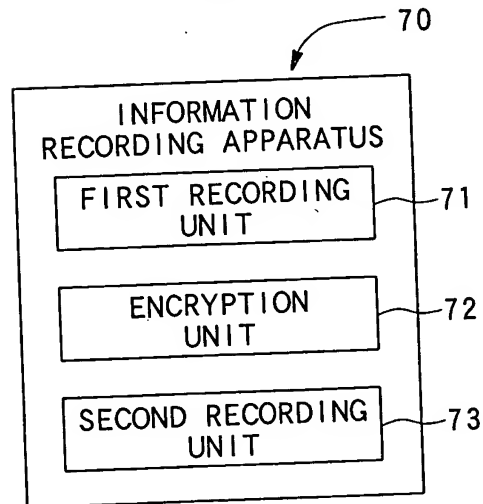 70
INFORMATION
RECORDING APPARATUS
FIRST RECORDING
UNIT
71
ENCRYPTION
UNIT
72
SECOND RECORDING
UNIT
73